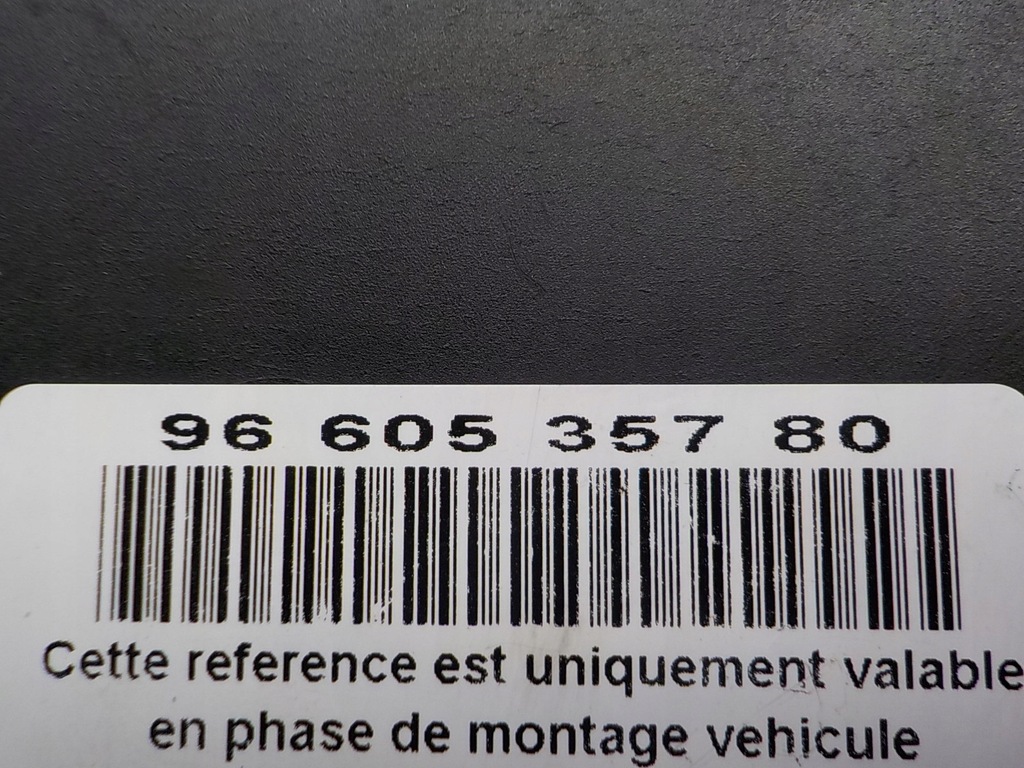 96 605 357 80
Cette reference est uniquement valable
en phase de montage vehicule